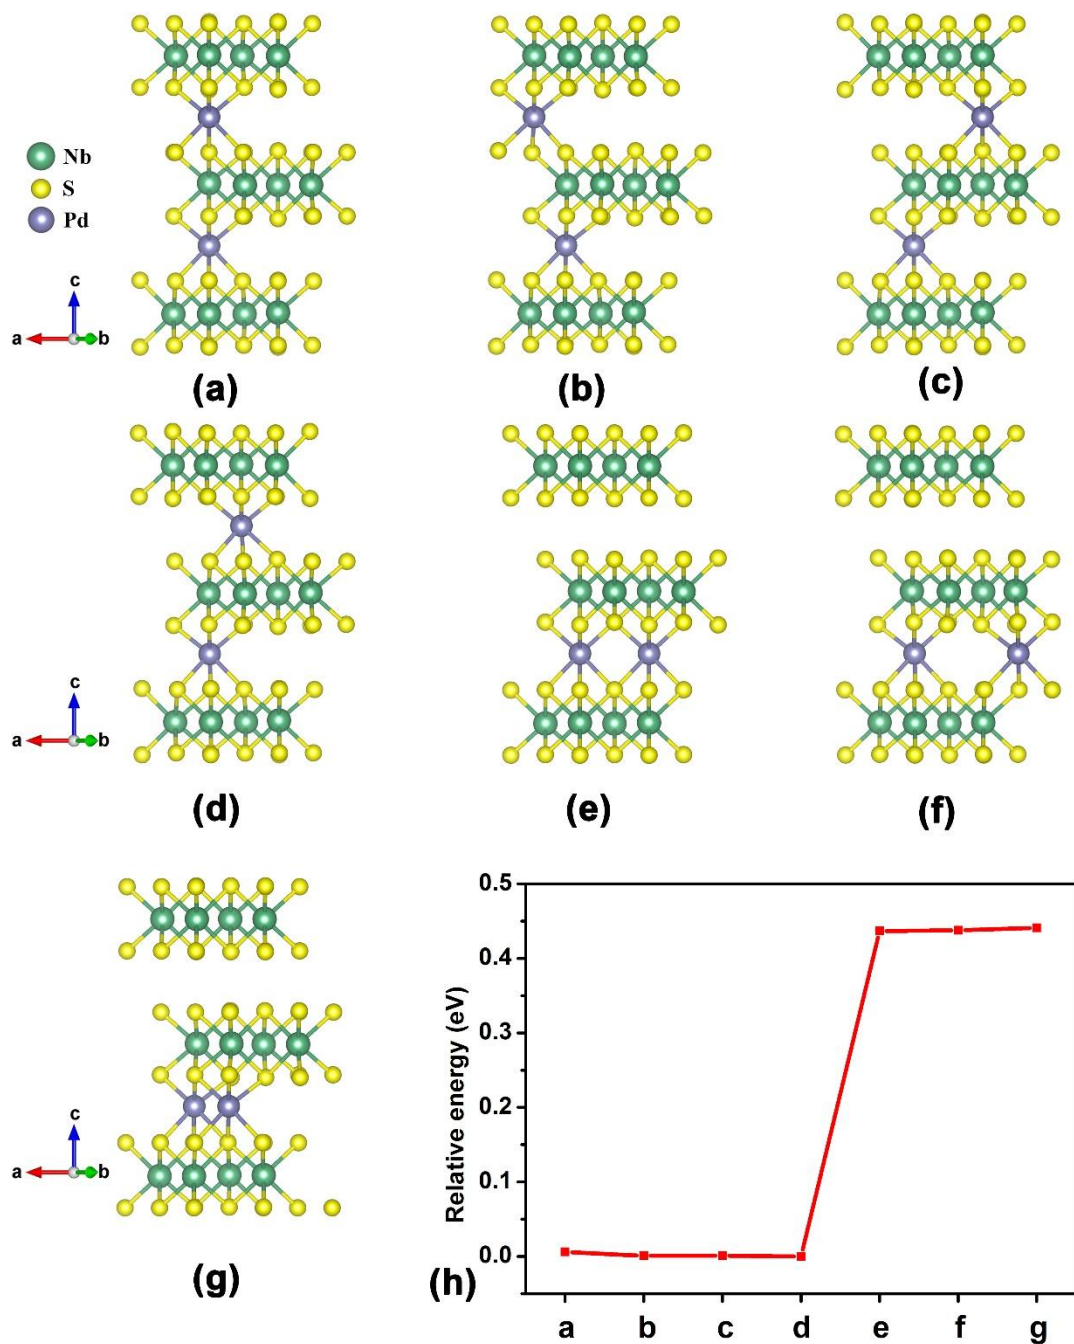 Nb
S
Pd
c
a b
(a) (b) (c)
c
a b
(d) (e) (f)
c
a b
(g)
(h)
Relative energy (eV)
0.5
0.4
0.3
0.2
0.1
0.0
a b c d e f g